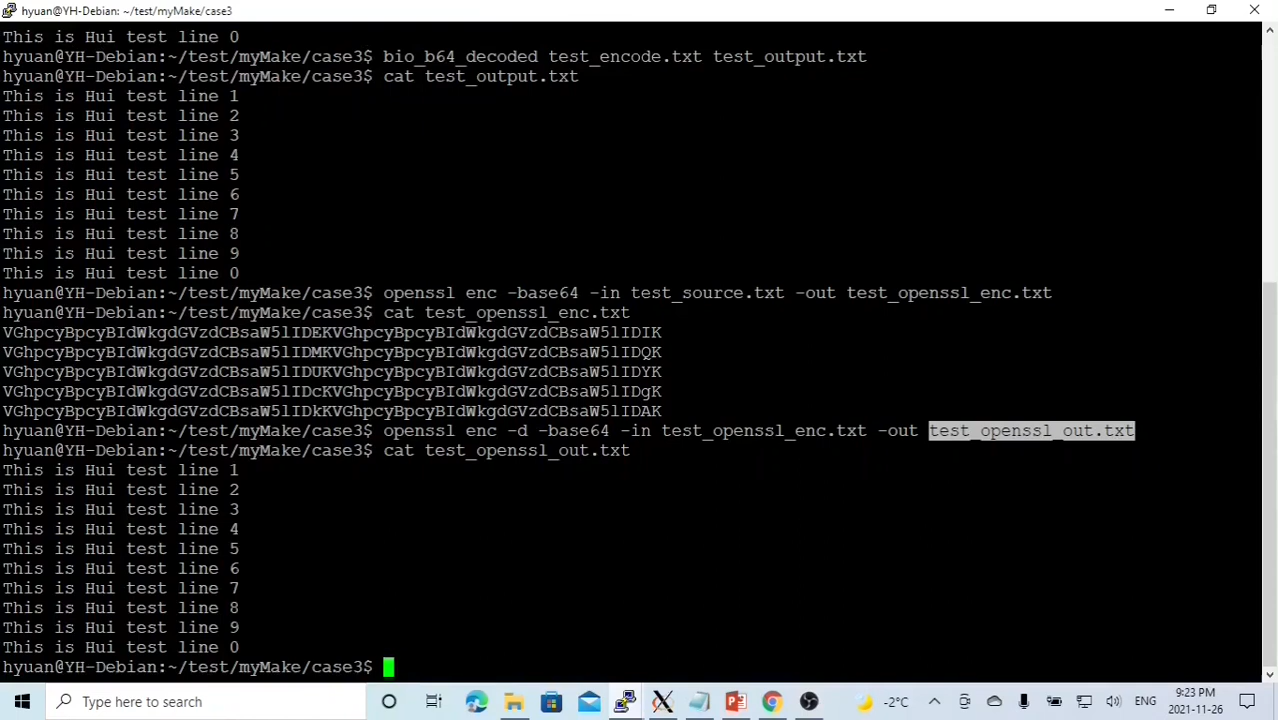 hyuan@YH-Debian: ~/test/myMake/case3
This is Hui test line 0
hyuan@YH-Debian:~/test/myMake/case3$ bio_b64_decoded test_encode.txt test_output.txt
hyuan@YH-Debian:~/test/myMake/case3$ cat test_output.txt
This is Hui test line 1
This is Hui test line 2
This is Hui test line 3
This is Hui test line 4
This is Hui test line 5
This is Hui test line 6
This is Hui test line 7
This is Hui test line 8
This is Hui test line 9
This is Hui test line 0
hyuan@YH-Debian:~/test/myMake/case3$ openssl enc -base64 -in test_source.txt -out test_openssl_enc.txt
hyuan@YH-Debian:~/test/myMake/case3$ cat test_openssl_enc.txt
VGhpcyBpcyBIdWkgdGVzdCBsaW5lIDEKVGhpcyBpcyBIdWkgdGVzdCBsaW5lIDIK
VGhpcyBpcyBIdWkgdGVzdCBsaW5lIDMKVGhpcyBpcyBIdWkgdGVzdCBsaW5lIDQK
VGhpcyBpcyBIdWkgdGVzdCBsaW5lIDUKVGhpcyBpcyBIdWkgdGVzdCBsaW5lIDYK
VGhpcyBpcyBIdWkgdGVzdCBsaW5lIDcKVGhpcyBpcyBIdWkgdGVzdCBsaW5lIDgK
VGhpcyBpcyBIdWkgdGVzdCBsaW5lIDkKVGhpcyBpcyBIdWkgdGVzdCBsaW5lIDAK
hyuan@YH-Debian:~/test/myMake/case3$ openssl enc -d -base64 -in test_openssl_enc.txt -out test_openssl_out.txt
hyuan@YH-Debian:~/test/myMake/case3$ cat test_openssl_out.txt
This is Hui test line 1
This is Hui test line 2
This is Hui test line 3
This is Hui test line 4
This is Hui test line 5
This is Hui test line 6
This is Hui test line 7
This is Hui test line 8
This is Hui test line 9
This is Hui test line 0
hyuan@YH-Debian:~/test/myMake/case3$
Type here to search
-2°C
ENG
9:23 PM
2021-11-26